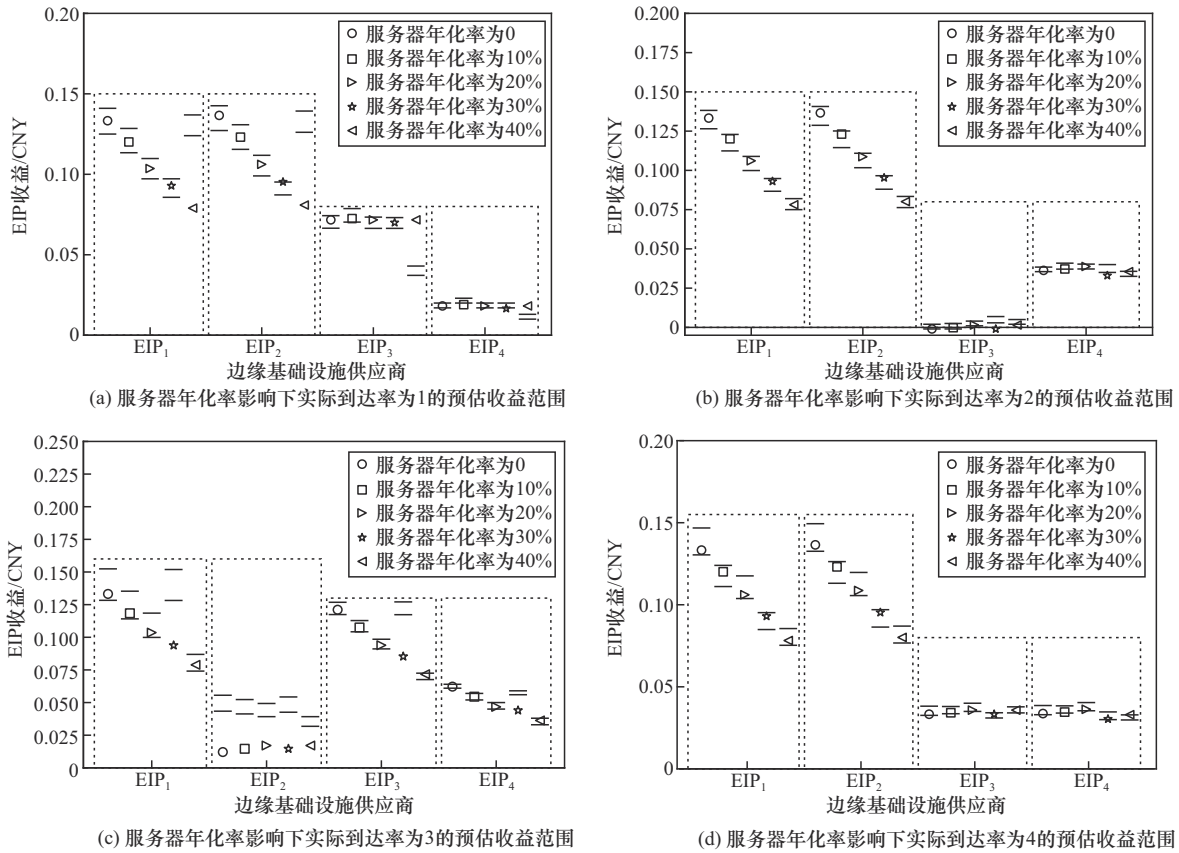 0.20
0.15
0.10
0.05
0
EIP收益/CNY
服务器年化率为0
服务器年化率为10%
服务器年化率为20%
服务器年化率为30%
服务器年化率为40%
EIP₁ EIP₂ EIP₃ EIP₄
边缘基础设施供应商
(a) 服务器年化率影响下实际到达率为1的预估收益范围
0.200
0.175
0.150
0.125
0.100
0.075
0.050
0.025
0.000
EIP收益/CNY
服务器年化率为0
服务器年化率为10%
服务器年化率为20%
服务器年化率为30%
服务器年化率为40%
EIP₁ EIP₂ EIP₃ EIP₄
边缘基础设施供应商
(b) 服务器年化率影响下实际到达率为2的预估收益范围
0.250
0.225
0.200
0.175
0.150
0.125
0.100
0.075
0.050
0.025
0
EIP收益/CNY
服务器年化率为0
服务器年化率为10%
服务器年化率为20%
服务器年化率为30%
服务器年化率为40%
EIP₁ EIP₂ EIP₃ EIP₄
边缘基础设施供应商
(c) 服务器年化率影响下实际到达率为3的预估收益范围
0.20
0.15
0.10
0.05
0
EIP收益/CNY
服务器年化率为0
服务器年化率为10%
服务器年化率为20%
服务器年化率为30%
服务器年化率为40%
EIP₁ EIP₂ EIP₃ EIP₄
边缘基础设施供应商
(d) 服务器年化率影响下实际到达率为4的预估收益范围